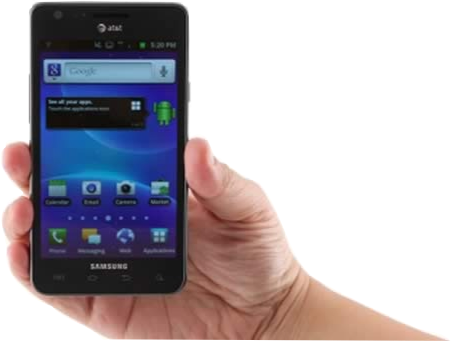 at&t
5:20 PM
Google
See all your apps.
Touch the Applications icon.
Calendar Email Camera Market
Phone Messaging Web Applications
SAMSUNG